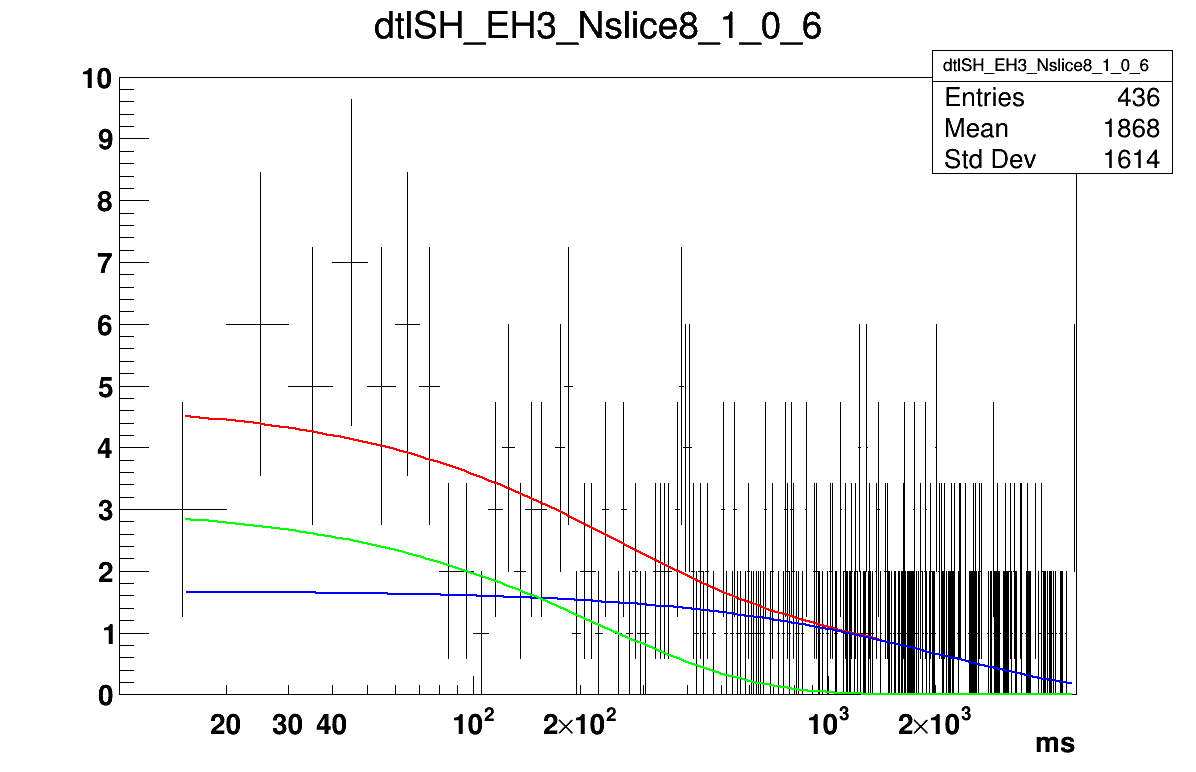 dtISH_EH3_Nslice8_1_0_6
dtISH_EH3_Nslice8_1_0_6
Entries 436
Mean 1868
Std Dev 1614
10
9
8
7
6
5
4
3
2
1
0
20 30 40 10² 2×10² 10³ 2×10³
ms